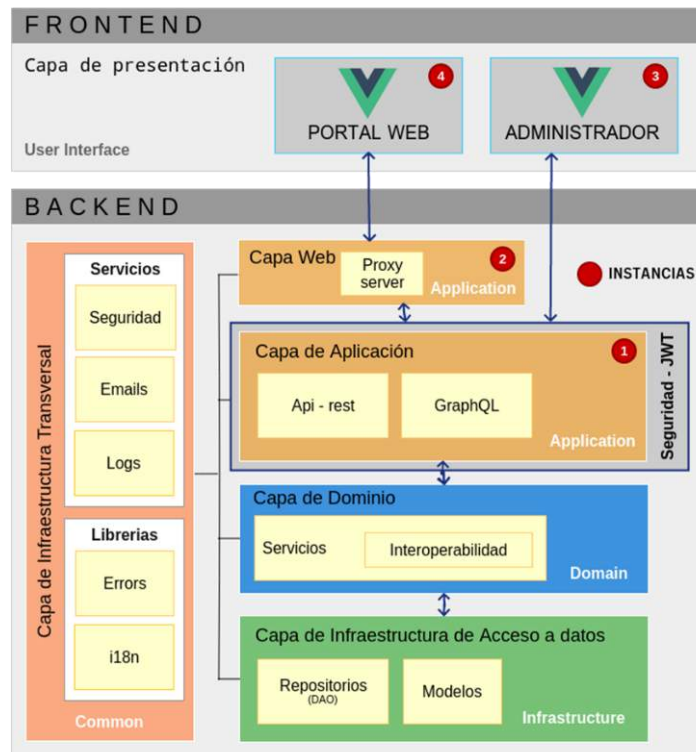 FRONTEND
Capa de presentación
User Interface
4
PORTAL WEB
3
ADMINISTRADOR
BACKEND
Capa de Infraestructura Transversal
Servicios
Seguridad
Emails
Logs
Librerias
Errors
i18n
Common
Capa Web
2
Proxy
server
Application
INSTANCIAS
Capa de Aplicación
1
Api - rest
GraphQL
Application
Seguridad - JWT
Capa de Dominio
Servicios
Interoperabilidad
Domain
Capa de Infraestructura de Acceso a datos
Repositorios
(DAO)
Modelos
Infrastructure